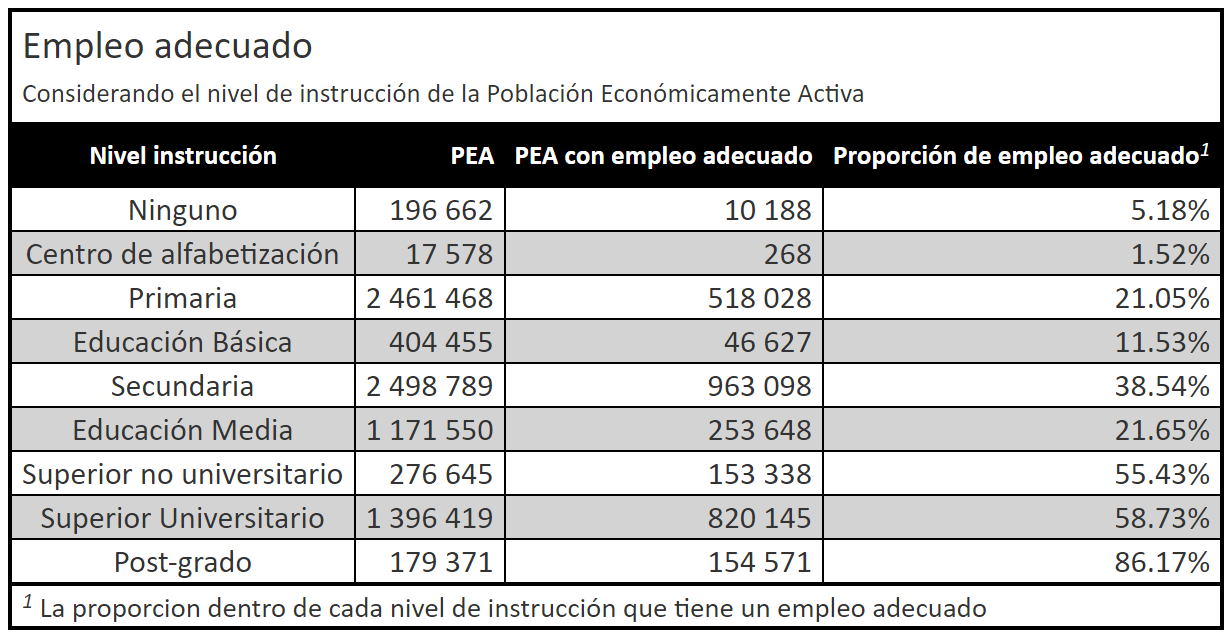 Empleo adecuado
Considerando el nivel de instrucción de la Población Económicamente Activa
Nivel instrucción PEA PEA con empleo adecuado Proporción de empleo adecuado1
Ninguno 196 662 10 188 5.18%
Centro de alfabetización 17 578 268 1.52%
Primaria 2 461 468 518 028 21.05%
Educación Básica 404 455 46 627 11.53%
Secundaria 2 498 789 963 098 38.54%
Educación Media 1 171 550 253 648 21.65%
Superior no universitario 276 645 153 338 55.43%
Superior Universitario 1 396 419 820 145 58.73%
Post-grado 179 371 154 571 86.17%
1 La proporcion dentro de cada nivel de instrucción que tiene un empleo adecuado